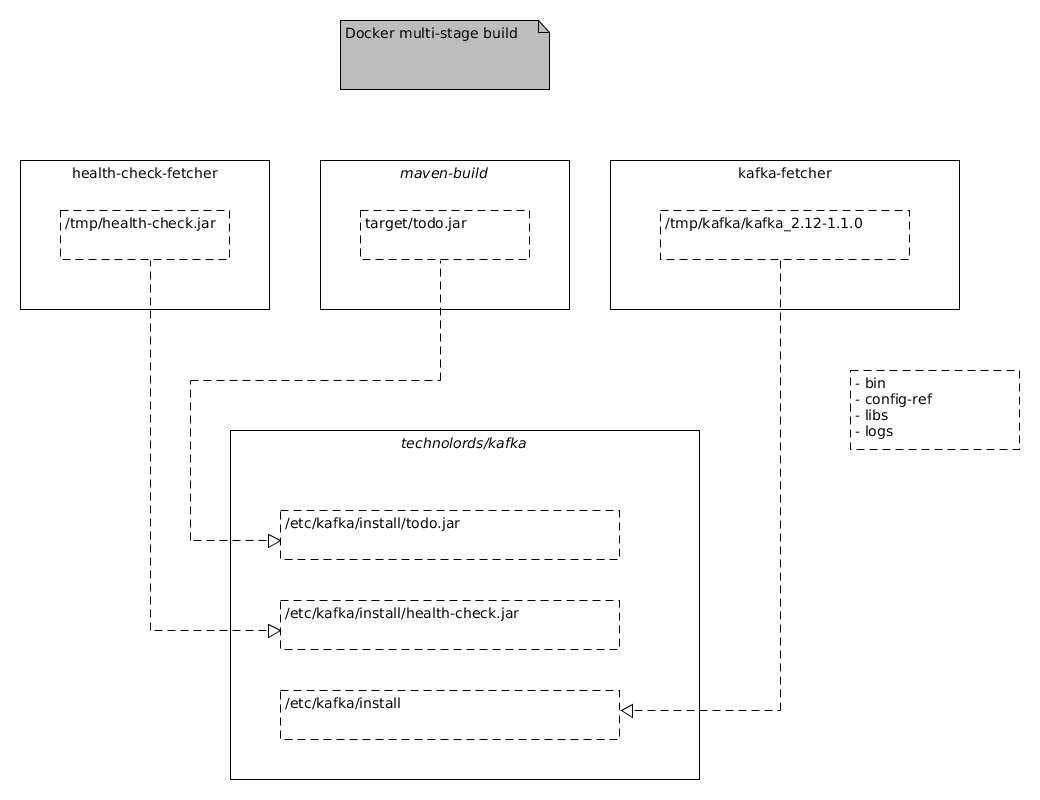 Docker multi-stage build
health-check-fetcher
/tmp/health-check.jar
maven-build
target/todo.jar
kafka-fetcher
/tmp/kafka/kafka_2.12-1.1.0
- bin
- config-ref
- libs
- logs
technolords/kafka
/etc/kafka/install/todo.jar
/etc/kafka/install/health-check.jar
/etc/kafka/install